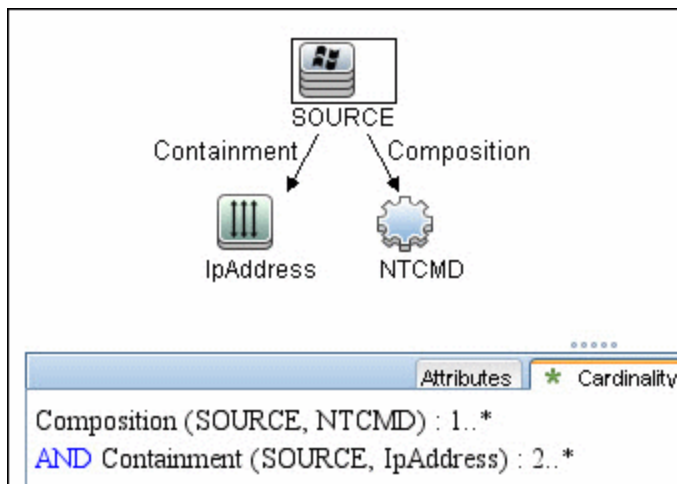 SOURCE
Containment Composition
IpAddress NTCMD
Attributes * Cardinality
Composition (SOURCE, NTCMD) : 1..*
AND Containment (SOURCE, IpAddress) : 2..*